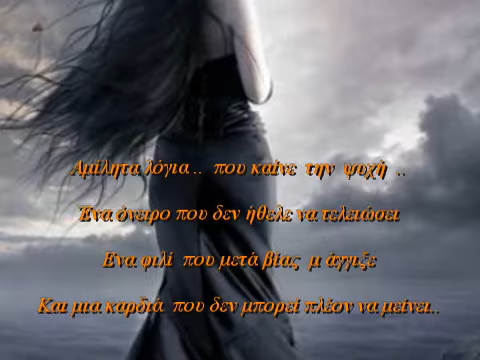 Αμίλητα λόγια .. που καίνε την ψυχή ..
Ένα όνειρο που δεν ήθελε να τελειώσει
Ένα φιλί που μετά βίας μ άγγιξε
Και μια καρδιά που δεν μπορεί πλέον να μείνει..